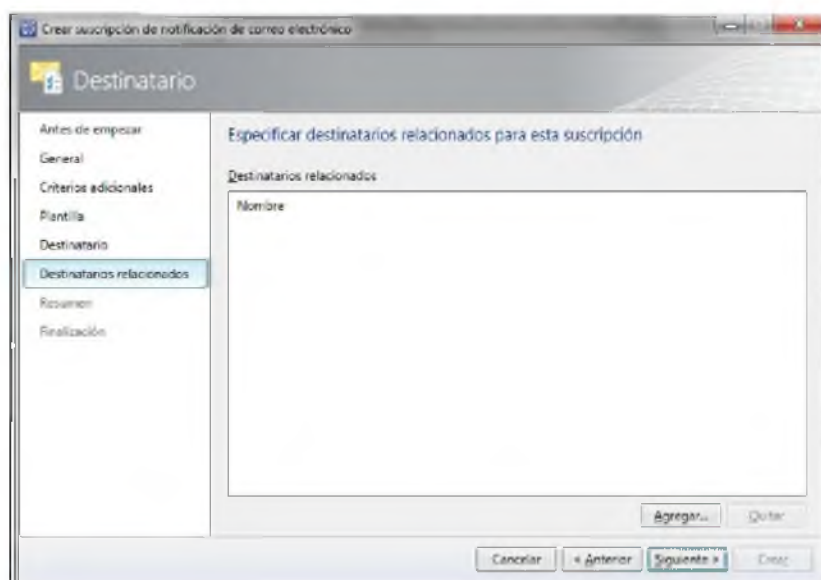 Crear suscripción de notificación de correo electrónico
Destinatario
Antes de empezar
General
Criterios adicionales
Plantilla
Destinatario
Destinatarios relacionados
Resumen
Finalización
Especificar destinatarios relacionados para esta suscripción
Destinatarios relacionados
Nombre
Agregar...
Quitar
Cancelar
< Anterior
Siguiente >
Crear